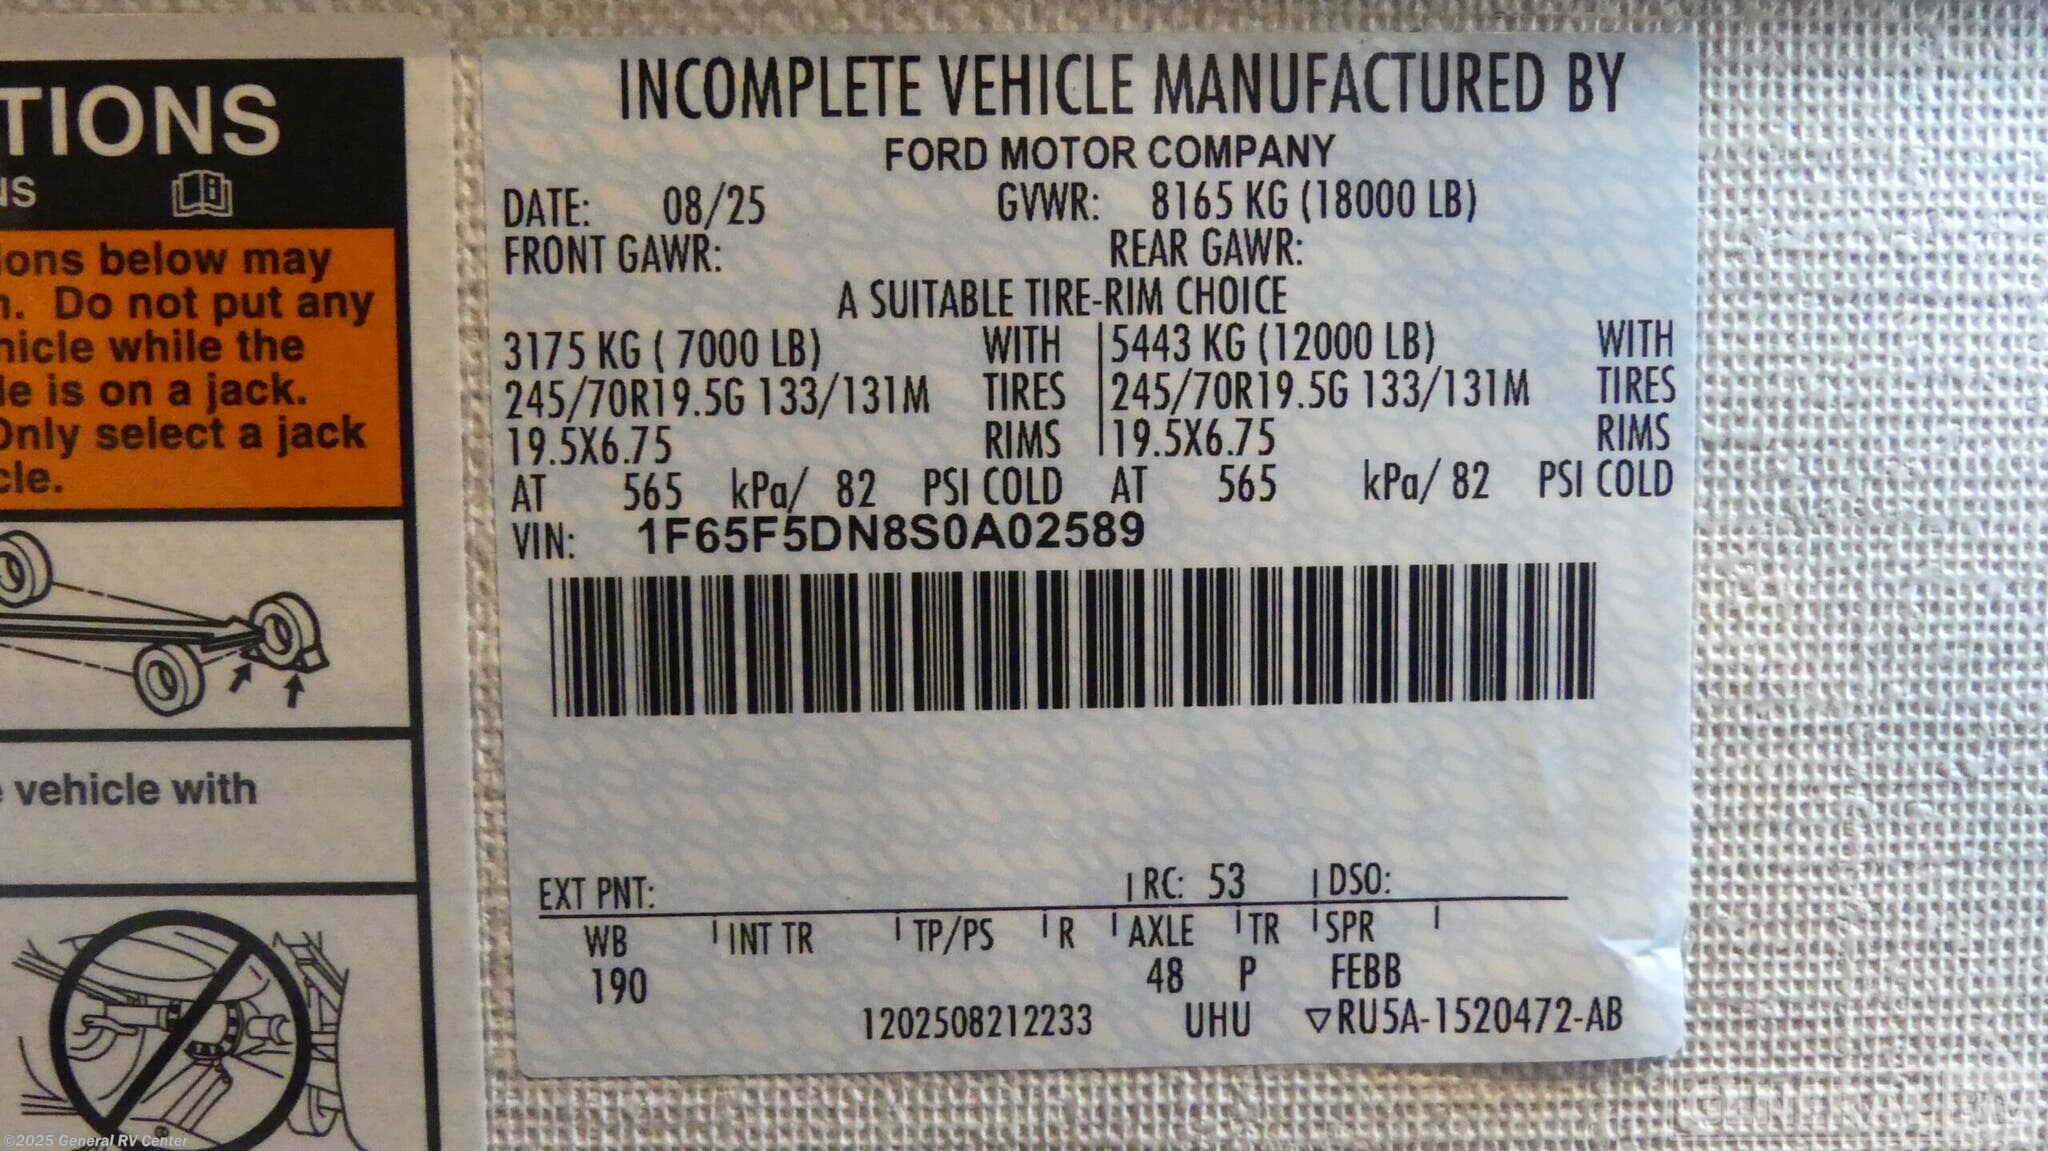 TIONS
NS
ions below may
n. Do not put any
hicle while the
le is on a jack.
Only select a jack
cle.
e vehicle with
INCOMPLETE VEHICLE MANUFACTURED BY
FORD MOTOR COMPANY
DATE: 08/25 GVWR: 8165 KG (18000 LB)
FRONT GAWR: REAR GAWR:
A SUITABLE TIRE-RIM CHOICE
3175 KG ( 7000 LB) WITH 5443 KG (12000 LB) WITH
245/70R19.5G 133/131M TIRES 245/70R19.5G 133/131M TIRES
19.5X6.75 RIMS 19.5X6.75 RIMS
AT 565 kPa/ 82 PSI COLD AT 565 kPa/ 82 PSI COLD
VIN: 1F65F5DN8S0A02589
EXT PNT: RC: 53 DSO:
WB INT TR TP/PS R AXLE TR SPR
190 48 P FEBB
1202508212233 UHU ▽RU5A-1520472-AB
©2025 General RV Center